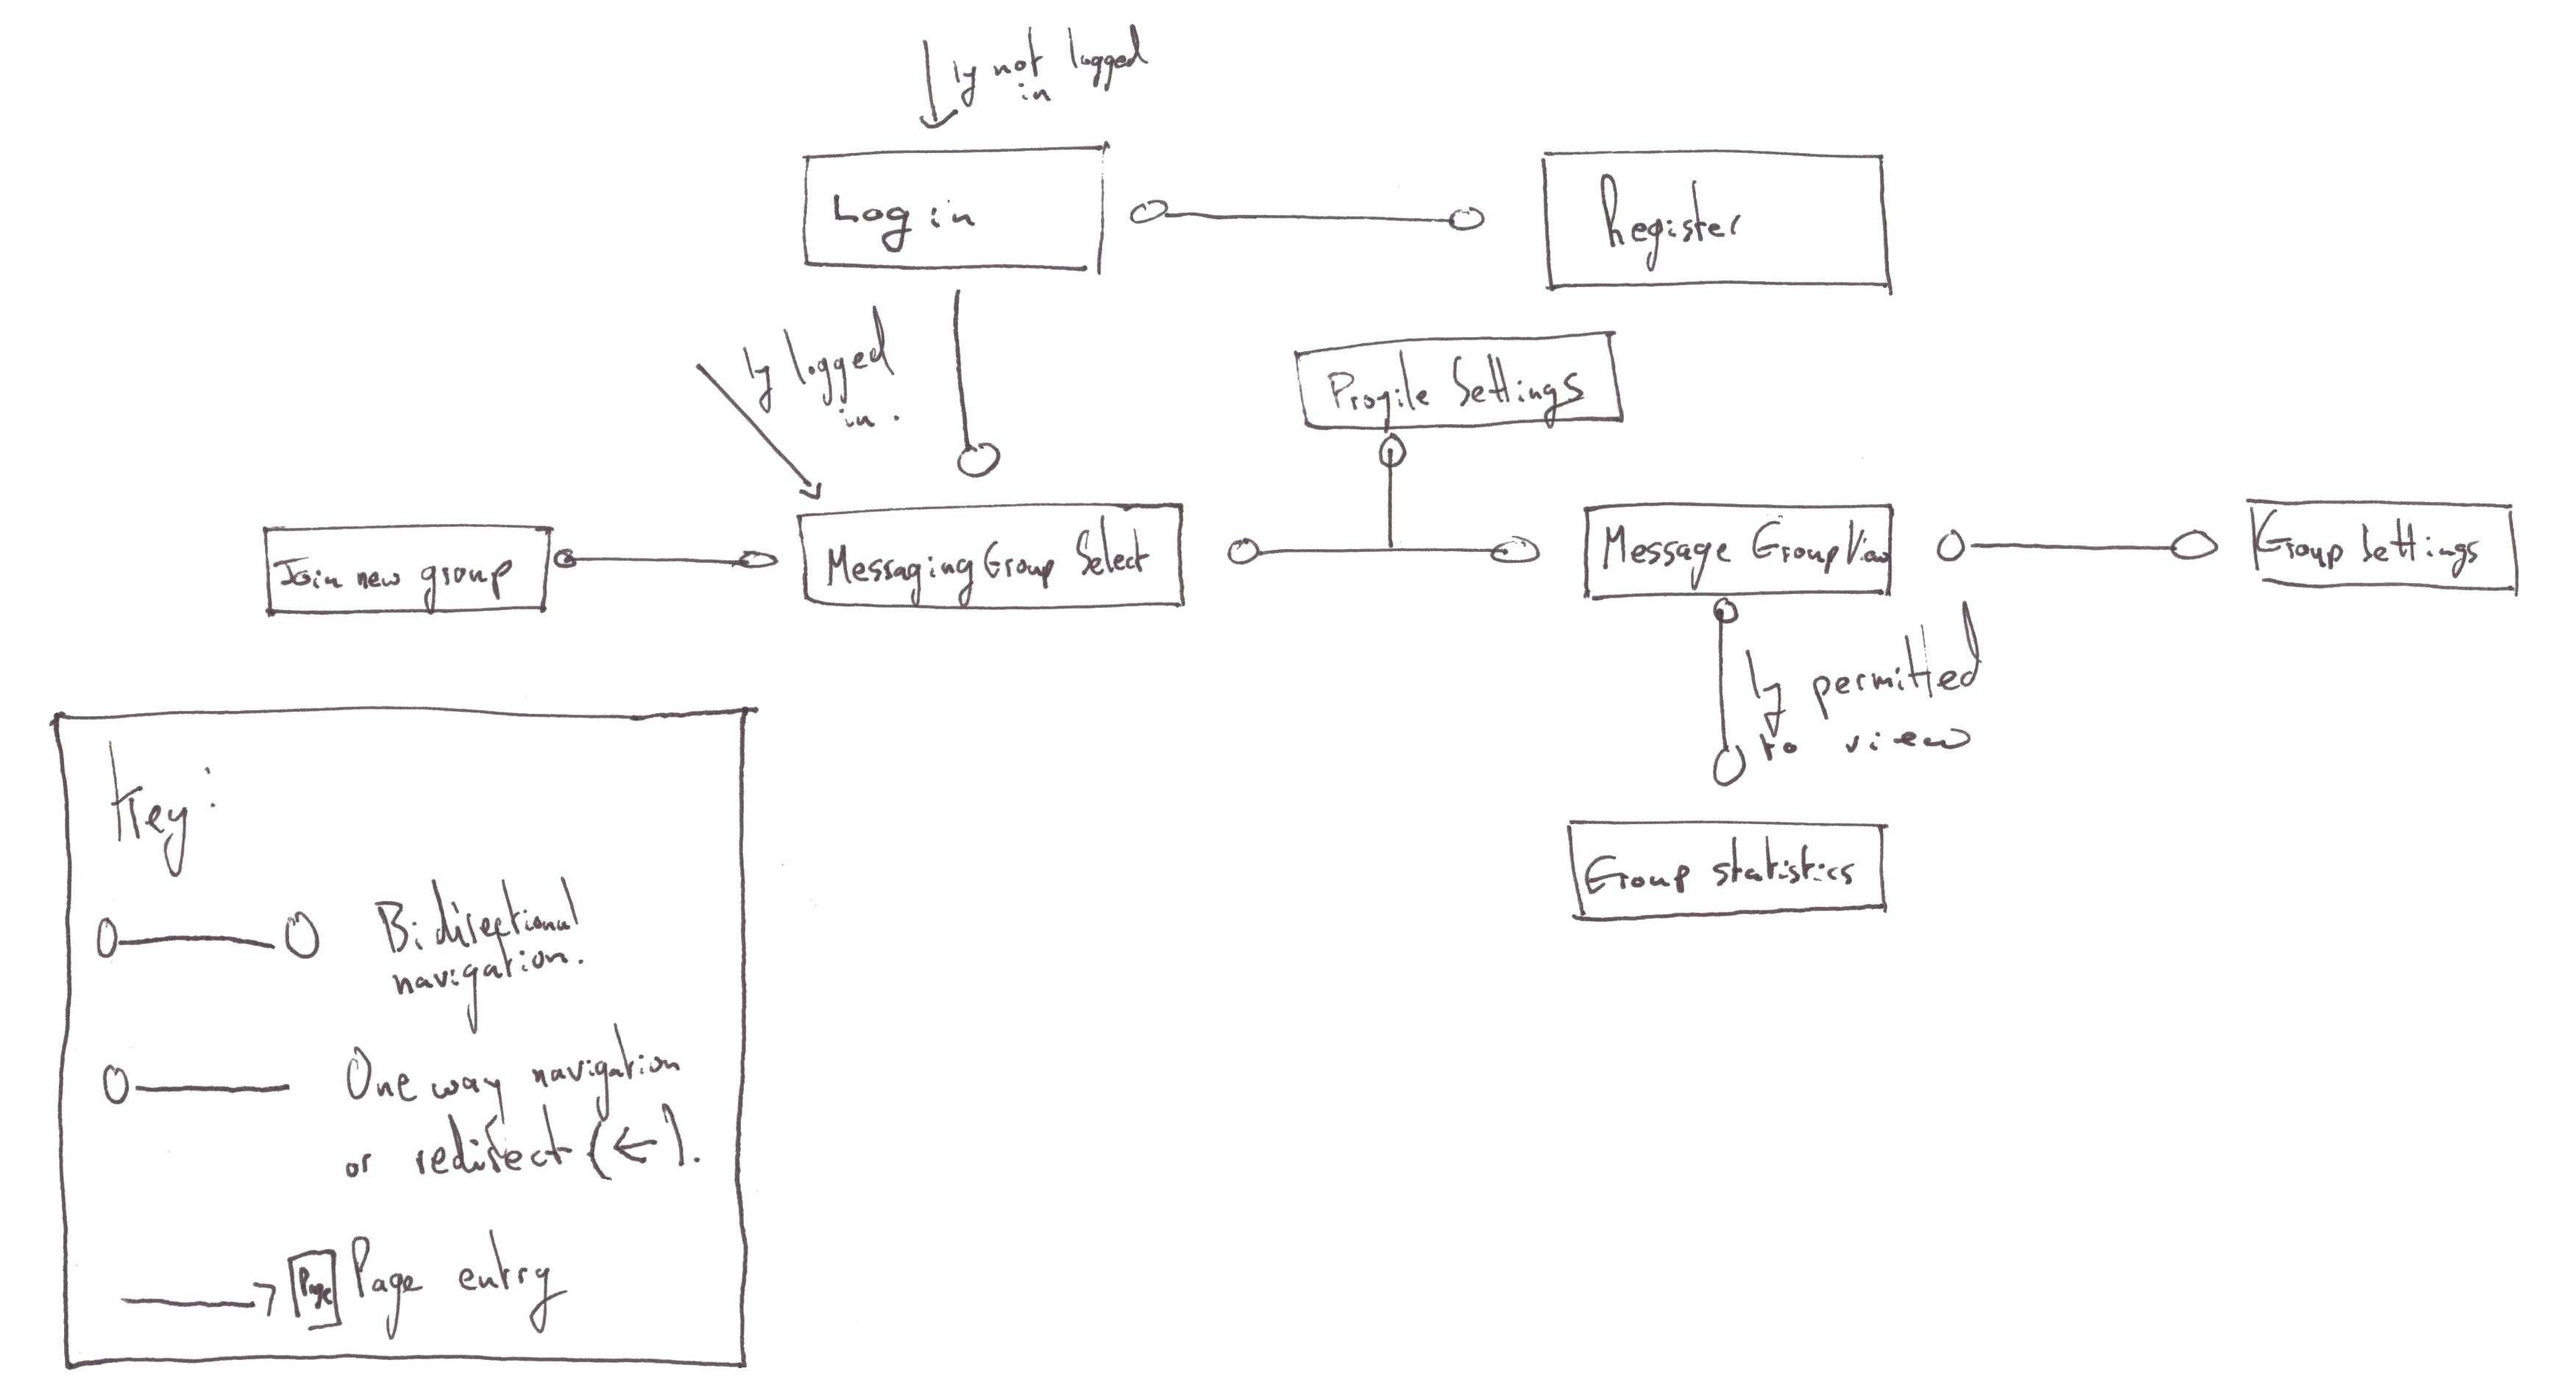 if not logged
in
Log in
Register
if logged
in.
Profile Settings
Join new group
Messaging Group Select
Message Group View
Group Settings
if permitted
to view
Group statistics
Key:
Bidirectional
navigation.
One way navigation
or redirect (←).
Page
Page entry